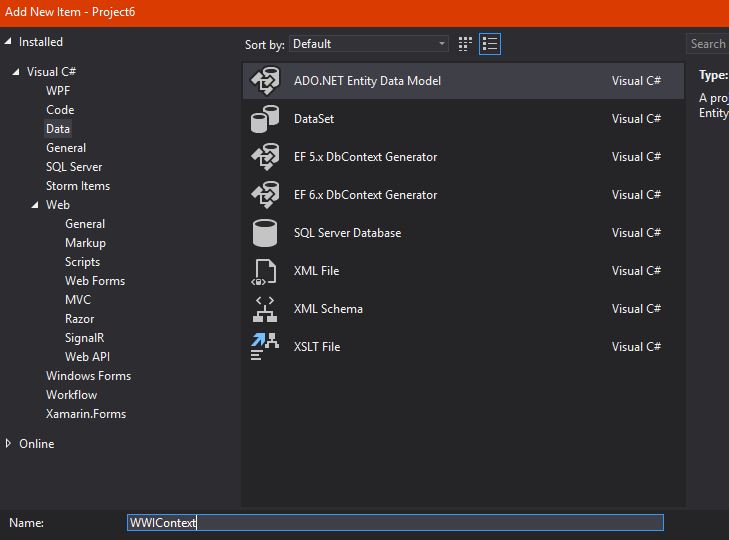 Add New Item - Project6
Installed
Visual C#
WPF
Code
Data
General
SQL Server
Storm Items
Web
General
Markup
Scripts
Web Forms
MVC
Razor
SignalR
Web API
Windows Forms
Workflow
Xamarin.Forms
Online
Sort by: Default
ADO.NET Entity Data Model Visual C#
DataSet Visual C#
EF 5.x DbContext Generator Visual C#
EF 6.x DbContext Generator Visual C#
SQL Server Database Visual C#
XML File Visual C#
XML Schema Visual C#
XSLT File Visual C#
Search
Type:
A proj
Entity
Name: WWIContext